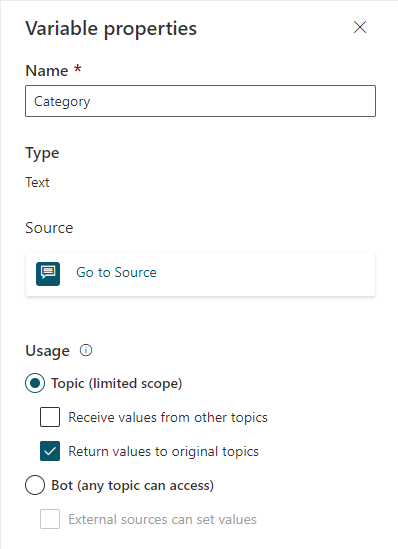 Variable properties
Name *
Category
Type
Text
Source
Go to Source
Usage
Topic (limited scope)
Receive values from other topics
Return values to original topics
Bot (any topic can access)
External sources can set values